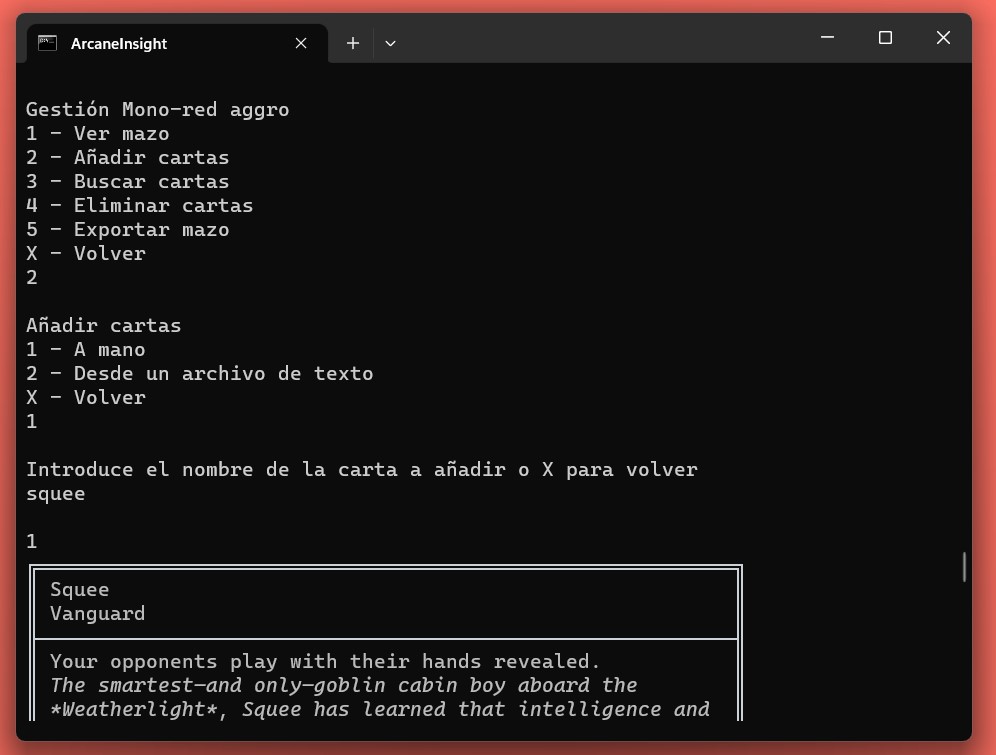 ArcaneInsight
Gestión Mono-red aggro
1 - Ver mazo
2 - Añadir cartas
3 - Buscar cartas
4 - Eliminar cartas
5 - Exportar mazo
X - Volver
2
Añadir cartas
1 - A mano
2 - Desde un archivo de texto
X - Volver
1
Introduce el nombre de la carta a añadir o X para volver
squee
1
Squee
Vanguard
Your opponents play with their hands revealed.
The smartest—and only—goblin cabin boy aboard the
*Weatherlight*, Squee has learned that intelligence and